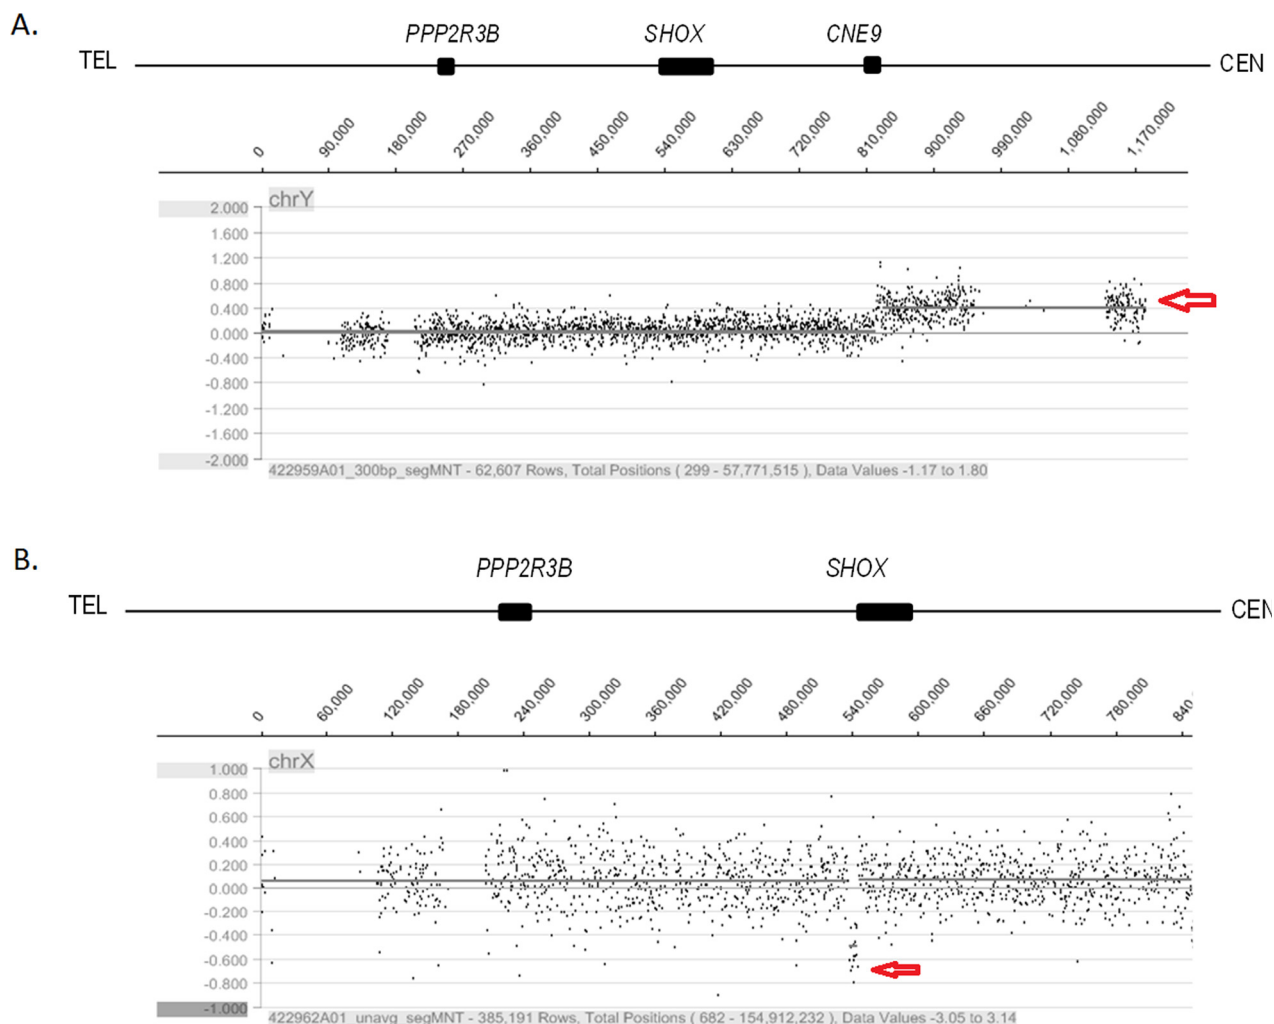 A.
PPP2R3B SHOX CNE9
TEL CEN
0 90,000 180,000 270,000 360,000 450,000 540,000 630,000 720,000 810,000 900,000 990,000 1,080,000 1,170,000
chrY
2.000
1.600
1.200
0.800
0.400
0.000
-0.400
-0.800
-1.200
-1.600
-2.000
422959A01_300bp_segMNT - 62,607 Rows, Total Positions ( 299 - 57,771,515 ), Data Values -1.17 to 1.80
B.
PPP2R3B SHOX
TEL CEN
0 60,000 120,000 180,000 240,000 300,000 360,000 420,000 480,000 540,000 600,000 660,000 720,000 780,000 840,
chrX
1.000
0.800
0.600
0.400
0.200
0.000
-0.200
-0.400
-0.600
-0.800
-1.000
422962A01_unavg_segMNT - 385,191 Rows, Total Positions ( 682 - 154,912,232 ), Data Values -3.05 to 3.14